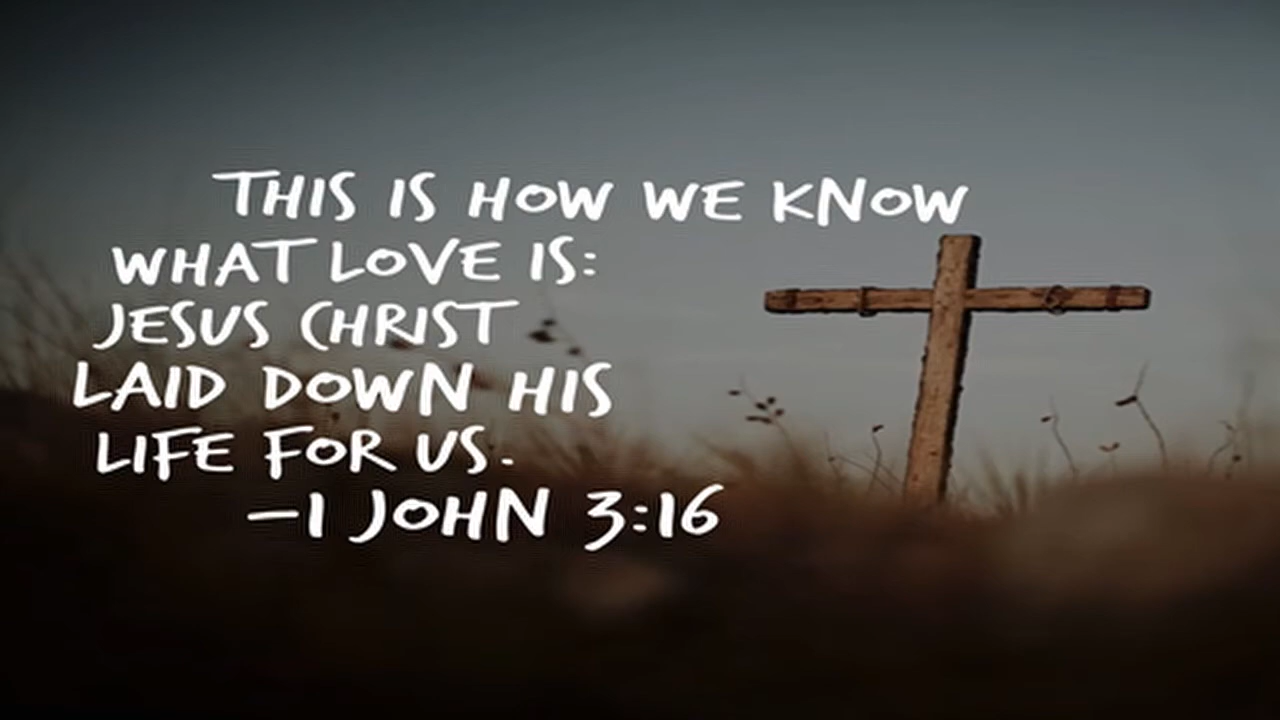 THIS IS HOW WE KNOW
WHAT LOVE IS:
JESUS CHRIST
LAID DOWN HIS
LIFE FOR US.
—1 JOHN 3:16